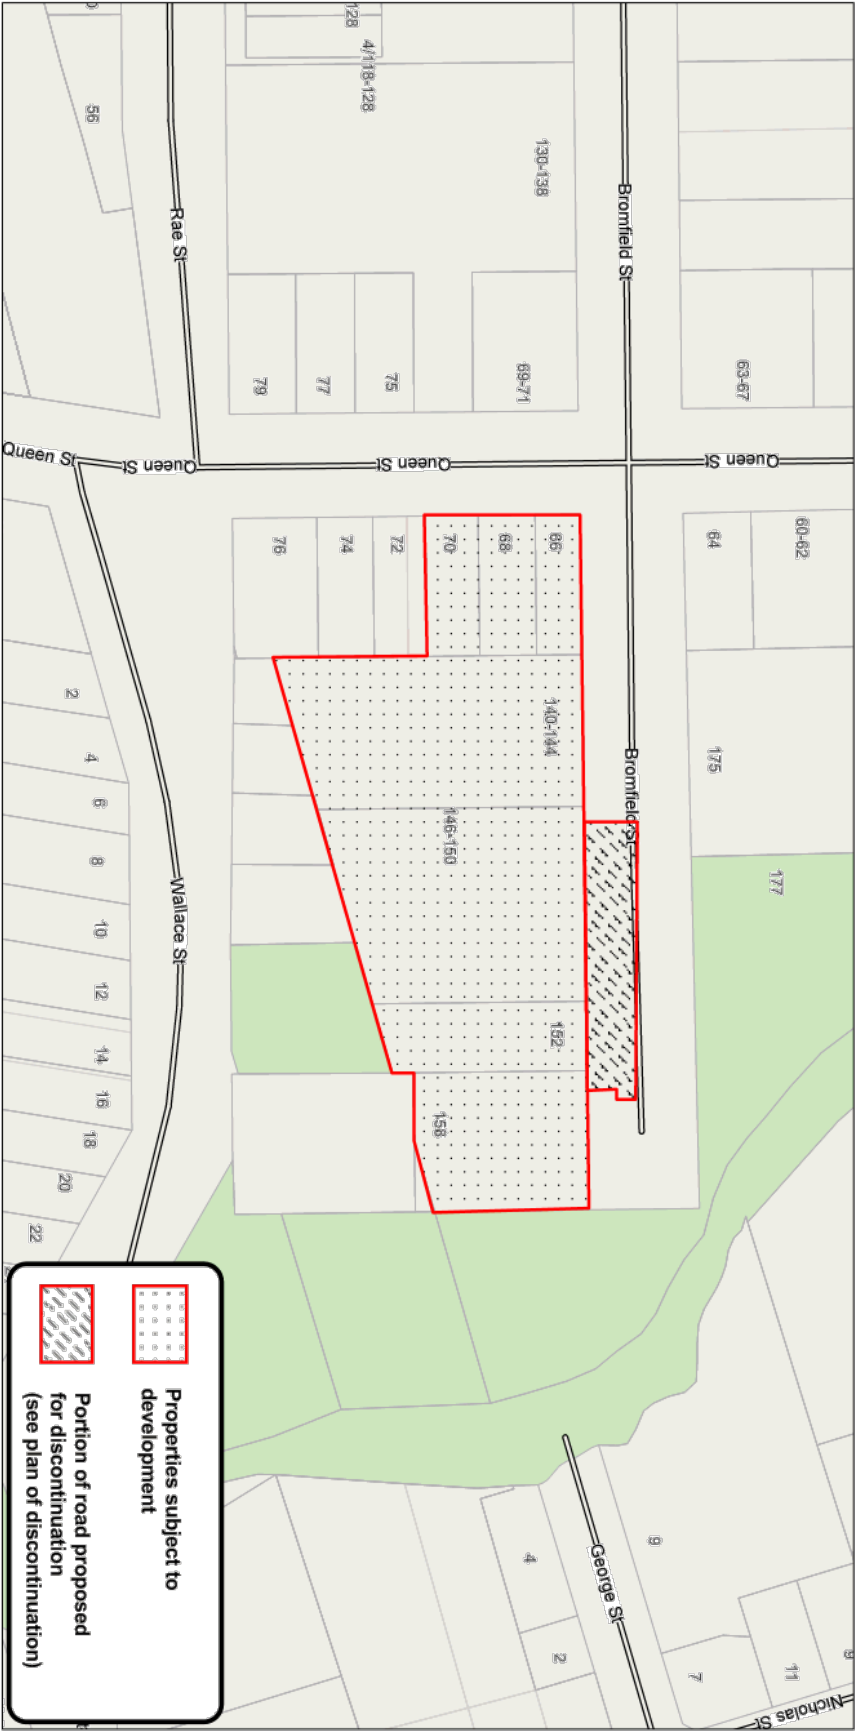 60-62
Nicholas St
11
177
63-67
Queen St
64
175
7
9
Bromfield St
Bromfield St
George St
2
130-138
66
140-144
152
69-71
68
4
70
146-150
158
Queen St
75
72
4/118-128
128
74
77
76
79
Rae St
Wallace St
Queen St
Properties subject to
development
56
2
4
6
8
10
12
14
16
18
20
22
Queen St
Portion of road proposed
for discontinuation
(see plan of discontinuation)